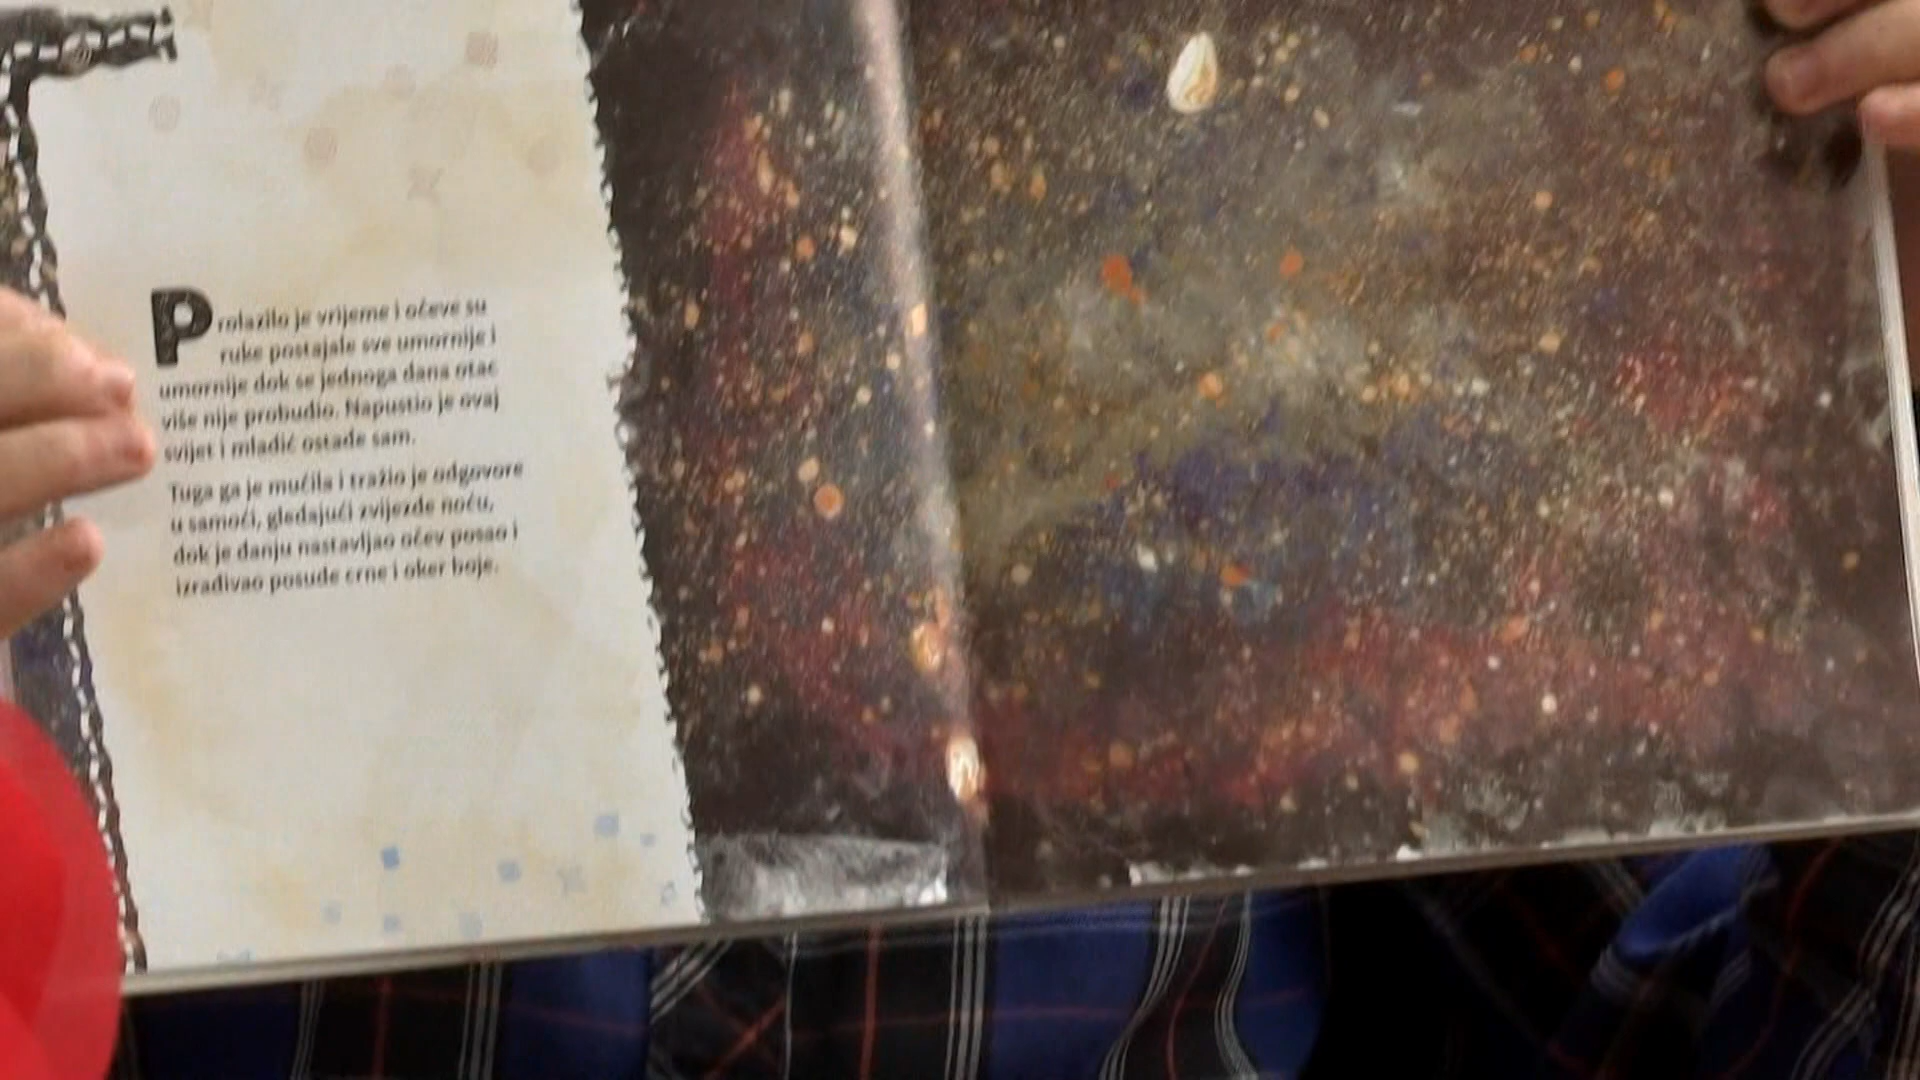 Prolazilo je vrijeme i očeve su
ruke postajale sve umornije i
umornije dok se jednoga dana otac
više nije probudio. Napustio je ovaj
svijet i mladić ostade sam.
Tuga ga je mučila i tražio je odgovore
u samoći, gledajući zvijezde noću,
dok je danju nastavljao očev posao i
izrađivao posude crne i oker boje.